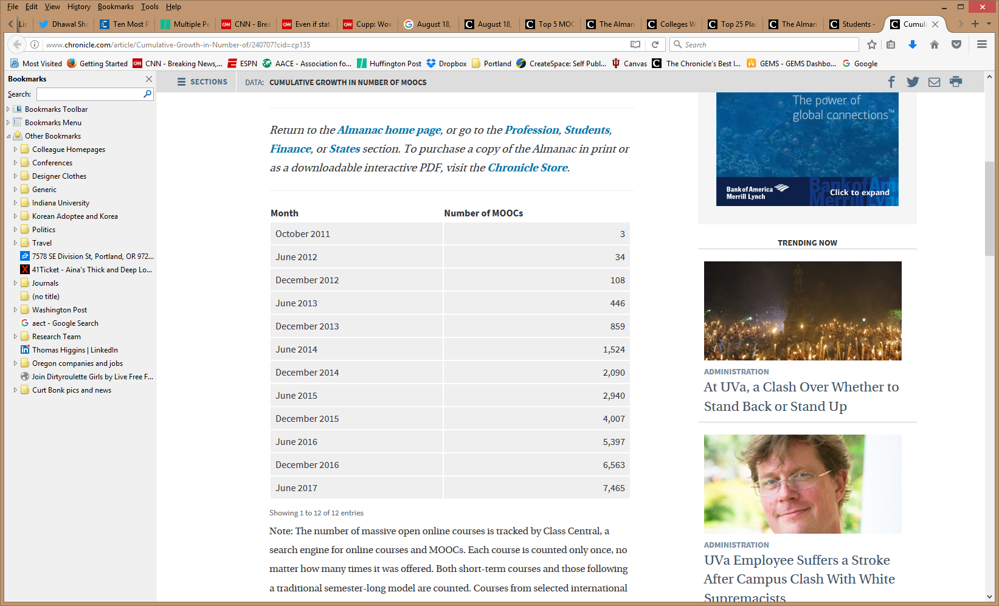 File Edit View History Bookmarks Tools Help
Lis
Dhawal Sha
Ten Most P
Multiple Pe
CNN - Brea
Even if stat
Cupp: Wow
August 18,
August 18,
Top 5 MOC
The Alman
Colleges W
Top 25 Plac
The Alman
Students -
Cumula
www.chronicle.com/article/Cumulative-Growth-in-Number-of/240707?cid=cp135
Search
Most Visited Getting Started CNN - Breaking News,... ESPN AACE - Association fo... Huffington Post Dropbox Portland CreateSpace: Self Publ... Canvas The Chronicle's Best I... GEMS - GEMS Dashbo... Google
Bookmarks
Search:
Bookmarks Toolbar
Bookmarks Menu
Other Bookmarks
Colleague Homepages
Conferences
Designer Clothes
Generic
Indiana University
Korean Adoptee and Korea
Politics
Travel
7578 SE Division St, Portland, OR 972...
41Ticket - Aina's Thick and Deep Lo...
Journals
(no title)
Washington Post
aect - Google Search
Research Team
Thomas Higgins | LinkedIn
Oregon companies and jobs
Join Dirtyroulette Girls by Live Free F...
Curt Bonk pics and news
SECTIONS
DATA: CUMULATIVE GROWTH IN NUMBER OF MOOCS
Return to the Almanac home page, or go to the Profession, Students,
Finance, or States section. To purchase a copy of the Almanac in print or
as a downloadable interactive PDF, visit the Chronicle Store.
Month Number of MOOCs
October 2011 3
June 2012 34
December 2012 108
June 2013 446
December 2013 859
June 2014 1,524
December 2014 2,090
June 2015 2,940
December 2015 4,007
June 2016 5,397
December 2016 6,563
June 2017 7,465
Showing 1 to 12 of 12 entries
Note: The number of massive open online courses is tracked by Class Central, a
search engine for online courses and MOOCs. Each course is counted only once, no
matter how many times it was offered. Both short-term courses and those following
a traditional semester-long model are counted. Courses from selected international
The power of
global connections™
Bank of America
Merrill Lynch
Bank of Am
Merrill Lyn
Click to expand
TRENDING NOW
ADMINISTRATION
At UVa, a Clash Over Whether to
Stand Back or Stand Up
ADMINISTRATION
UVa Employee Suffers a Stroke
After Campus Clash With White
Supremacists